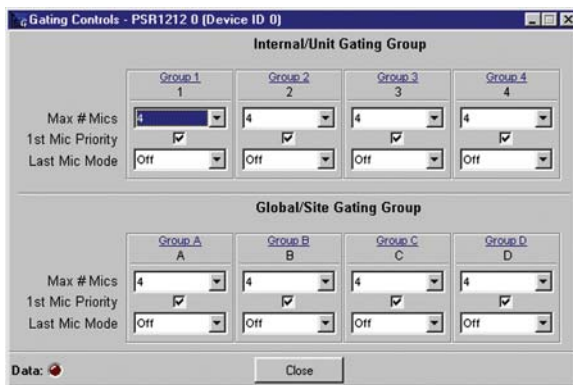 Gating Controls - PSR1212 0 (Device ID 0)
Internal/Unit Gating Group
Group 1 Group 2 Group 3 Group 4
1 2 3 4
Max # Mics 4 4 4 4
1st Mic Priority
Last Mic Mode Off Off Off Off
Global/Site Gating Group
Group A Group B Group C Group D
A B C D
Max # Mics 4 4 4 4
1st Mic Priority
Last Mic Mode Off Off Off Off
Data: Close